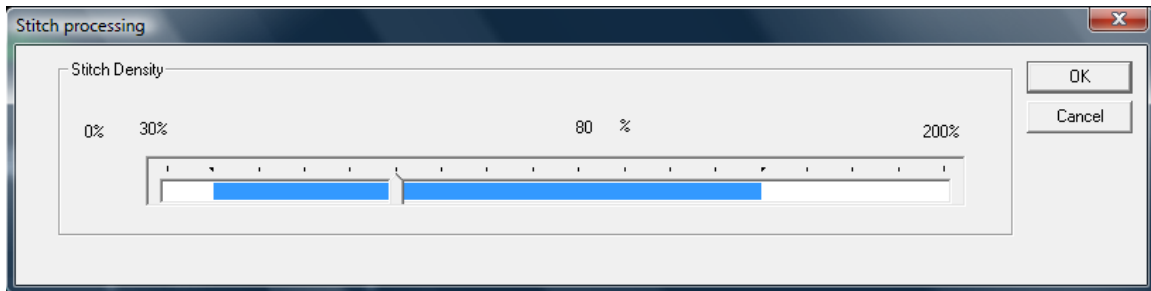 Stitch processing
Stitch Density
OK
0%
30%
80 %
200%
Cancel